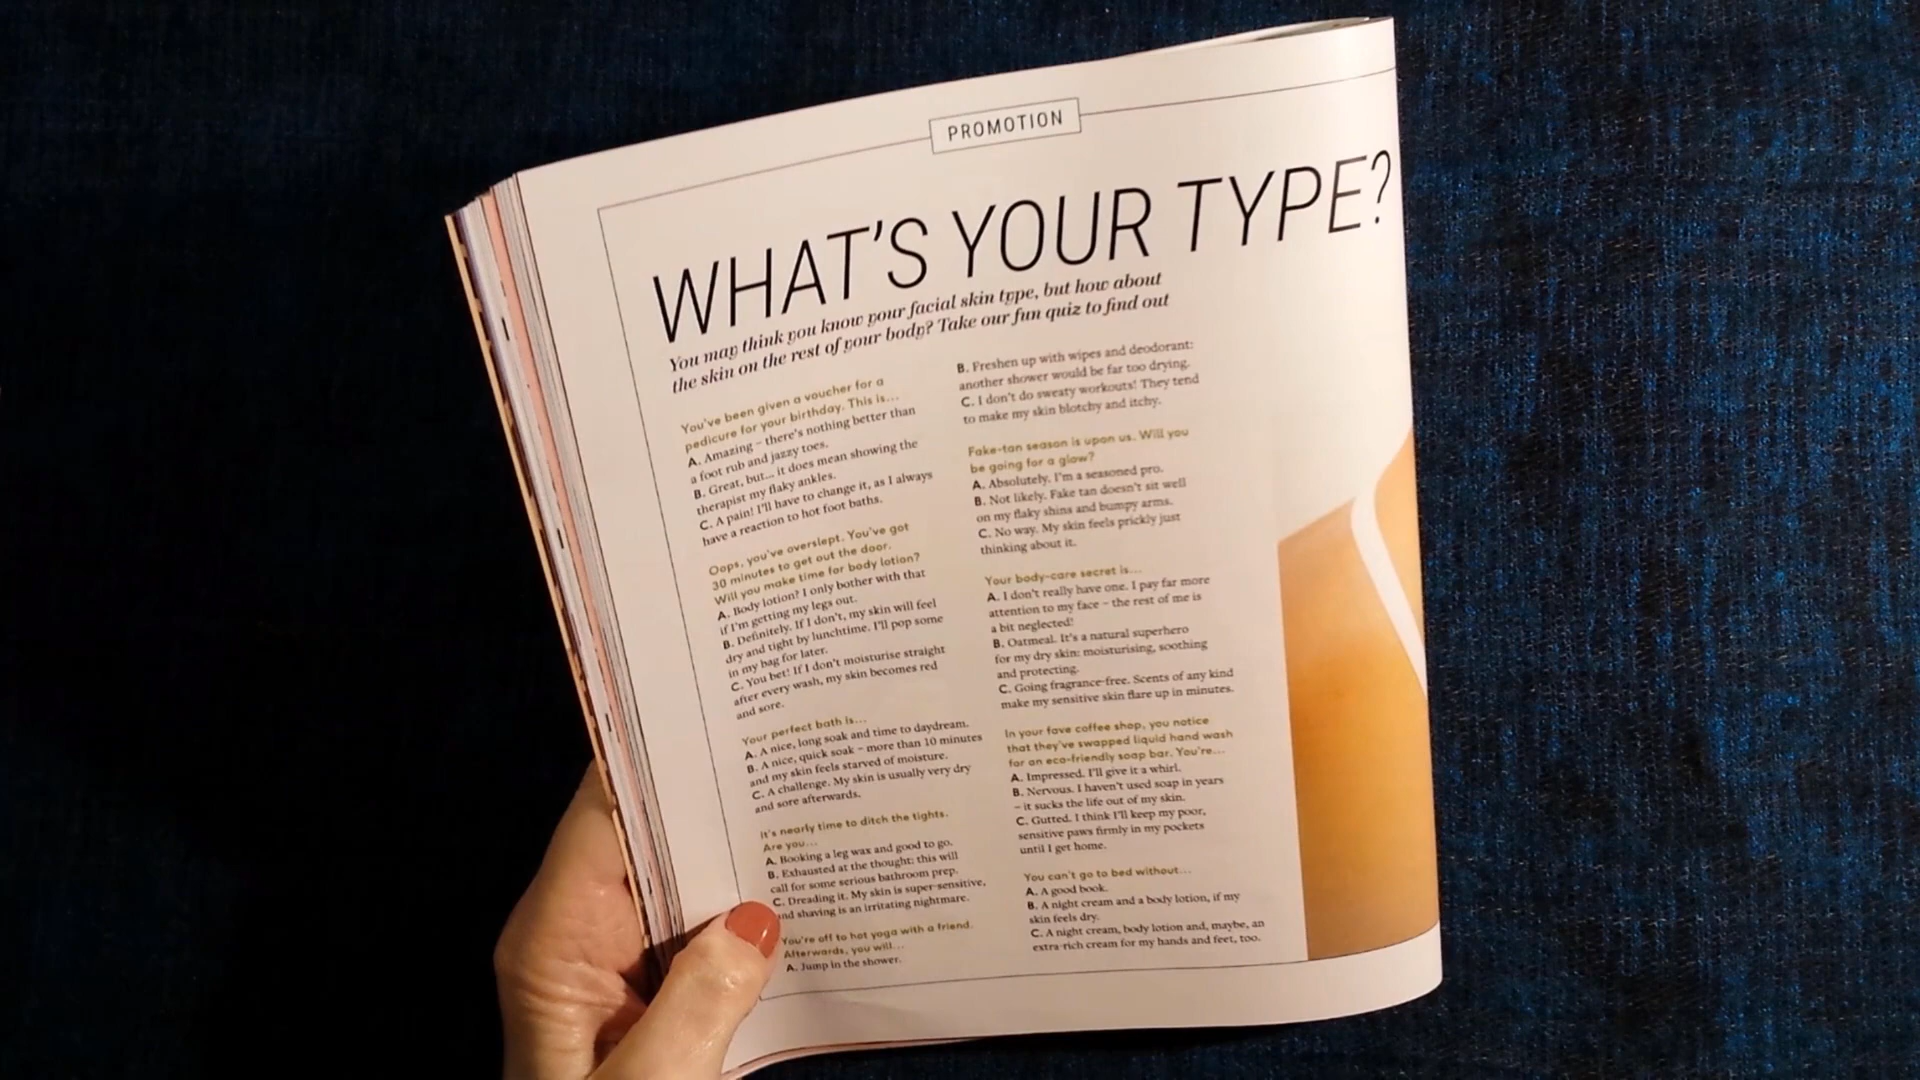 PROMOTION
WHAT'S YOUR TYPE?
You may think you know your facial skin type, but how about
the skin on the rest of your body? Take our fun quiz to find out
You've been given a voucher for a
pedicure for your birthday. This is...
A. Amazing – there's nothing better than
a foot rub and jazzy toes.
B. Great, but... it does mean showing the
therapist my flaky ankles.
C. A pain! I'll have to change it, as I always
have a reaction to hot foot baths.
Oops, you've overslept. You've got
30 minutes to get out the door.
Will you make time for body lotion?
A. Body lotion? I only bother with that
if I'm getting my legs out.
B. Definitely. If I don't, my skin will feel
dry and tight by lunchtime. I'll pop some
in my bag for later.
C. You bet! If I don't moisturise straight
after every wash, my skin becomes red
and sore.
Your perfect bath is...
A. A nice, long soak and time to daydream.
B. A nice, quick soak – more than 10 minutes
and my skin feels starved of moisture.
C. A challenge. My skin is usually very dry
and sore afterwards.
It's nearly time to ditch the tights.
Are you...
A. Booking a leg wax and good to go.
B. Exhausted at the thought: this will
call for some serious bathroom prep.
C. Dreading it. My skin is super-sensitive,
and shaving is an irritating nightmare.
You're off to hot yoga with a friend.
Afterwards, you will...
A. Jump in the shower.
B. Freshen up with wipes and deodorant:
another shower would be far too drying.
C. I don't do sweaty workouts! They tend
to make my skin blotchy and itchy.
Fake-tan season is upon us. Will you
be going for a glow?
A. Absolutely. I'm a seasoned pro.
B. Not likely. Fake tan doesn't sit well
on my flaky shins and bumpy arms.
C. No way. My skin feels prickly just
thinking about it.
Your body-care secret is...
A. I don't really have one. I pay far more
attention to my face – the rest of me is
a bit neglected!
B. Oatmeal. It's a natural superhero
for my dry skin: moisturising, soothing
and protecting.
C. Going fragrance-free. Scents of any kind
make my sensitive skin flare up in minutes.
In your fave coffee shop, you notice
that they've swapped liquid hand wash
for an eco-friendly soap bar. You're...
A. Impressed. I'll give it a whirl.
B. Nervous. I haven't used soap in years
– it sucks the life out of my skin.
C. Gutted. I think I'll keep my poor,
sensitive paws firmly in my pockets
until I get home.
You can't go to bed without...
A. A good book.
B. A night cream and a body lotion, if my
skin feels dry.
C. A night cream, body lotion and, maybe, an
extra-rich cream for my hands and feet, too.